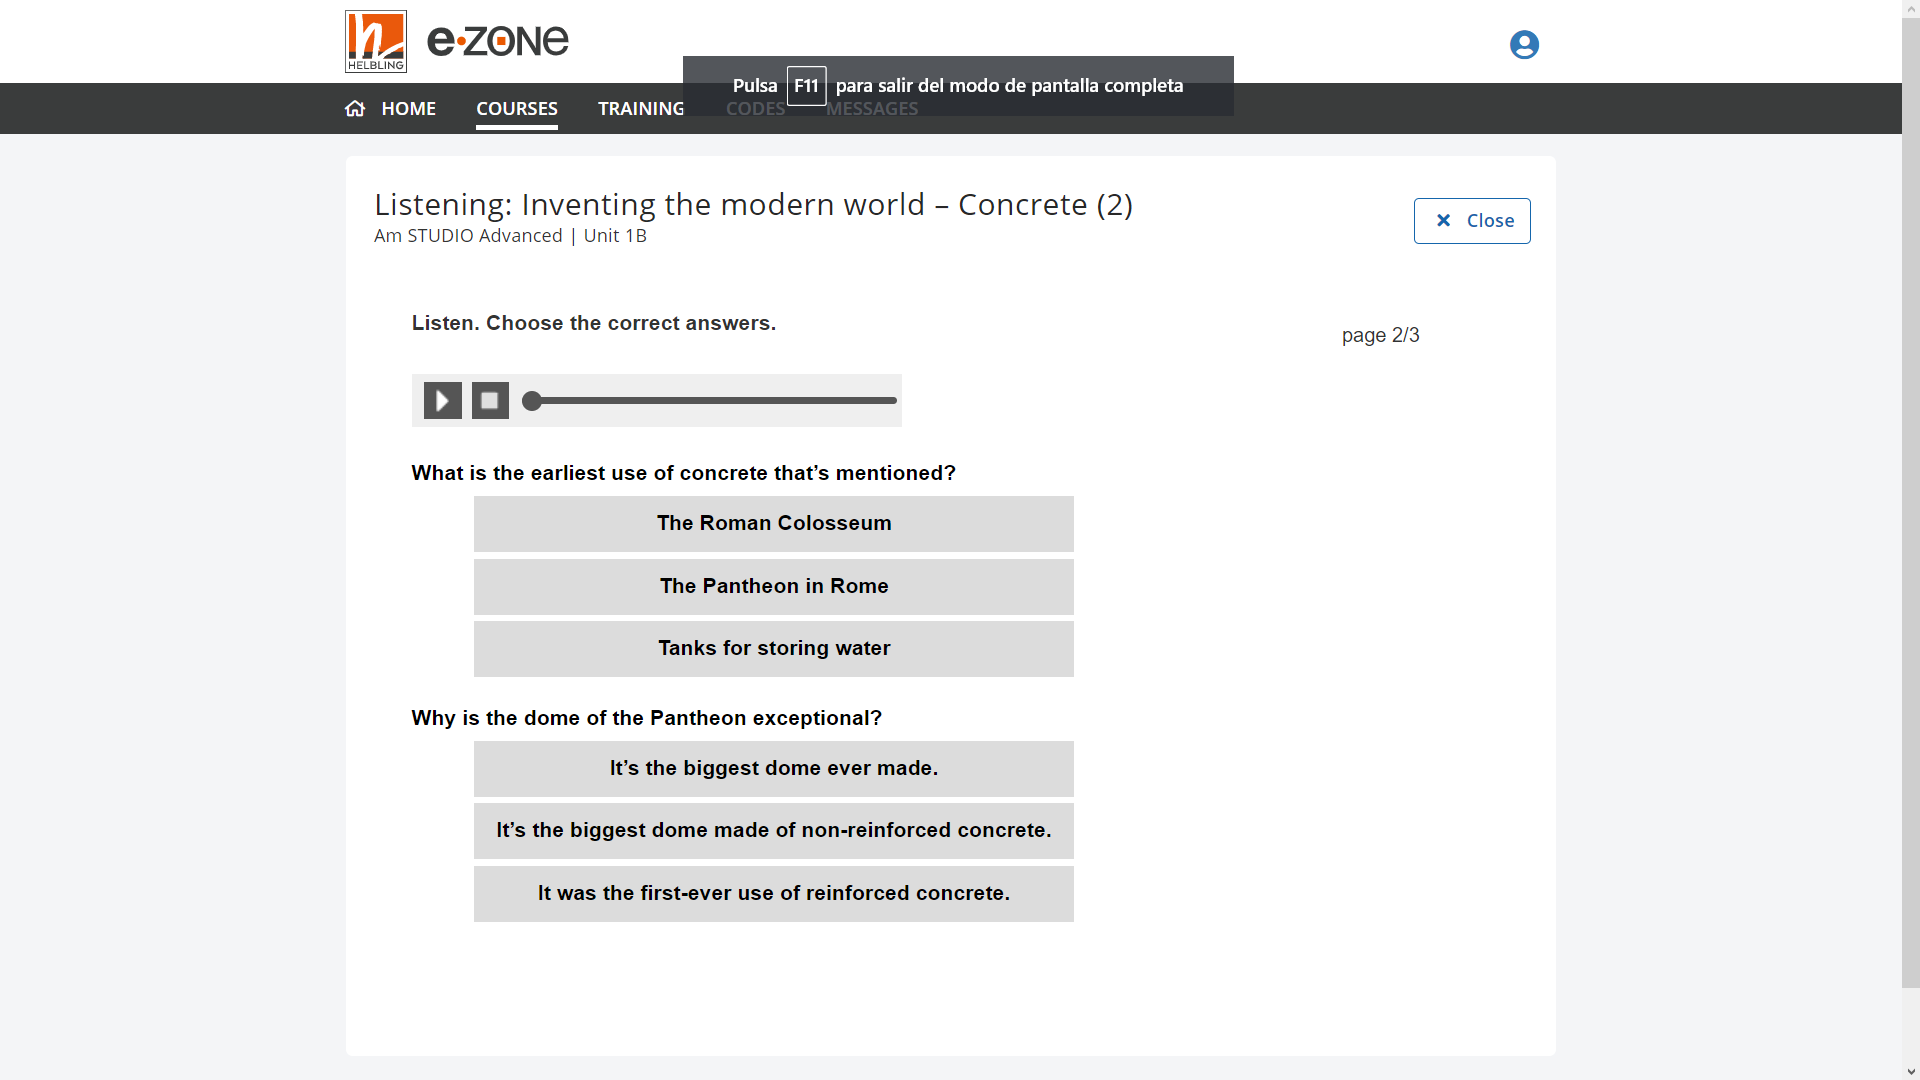 HELBLING
e·zone
Pulsa F11 para salir del modo de pantalla completa
HOME COURSES TRAINING CODES MESSAGES
Listening: Inventing the modern world – Concrete (2)
Am STUDIO Advanced | Unit 1B
Close
Listen. Choose the correct answers.
page 2/3
What is the earliest use of concrete that’s mentioned?
The Roman Colosseum
The Pantheon in Rome
Tanks for storing water
Why is the dome of the Pantheon exceptional?
It’s the biggest dome ever made.
It’s the biggest dome made of non-reinforced concrete.
It was the first-ever use of reinforced concrete.